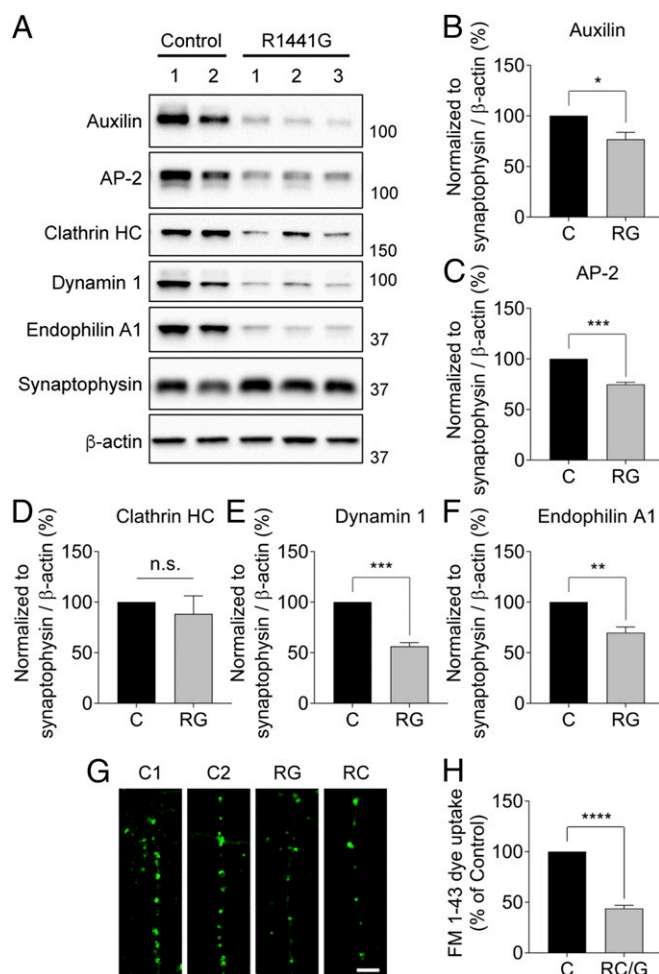 A
Control R1441G
1 2 1 2 3
Auxilin 100
AP-2 100
Clathrin HC 150
Dynamin 1 100
Endophilin A1 37
Synaptophysin 37
β-actin 37
B Auxilin
Normalized to
synaptophysin / β-actin (%)
150
100
50
0
*
C RG
C AP-2
Normalized to
synaptophysin / β-actin (%)
150
100
50
0
***
C RG
D Clathrin HC
Normalized to
synaptophysin / β-actin (%)
150
100
50
0
n.s.
C RG
E Dynamin 1
Normalized to
synaptophysin / β-actin (%)
150
100
50
0
***
C RG
F Endophilin A1
Normalized to
synaptophysin / β-actin (%)
150
100
50
0
**
C RG
G C1 C2 RG RC
H
FM 1-43 dye uptake
(% of Control)
150
100
50
0
****
C RC/G